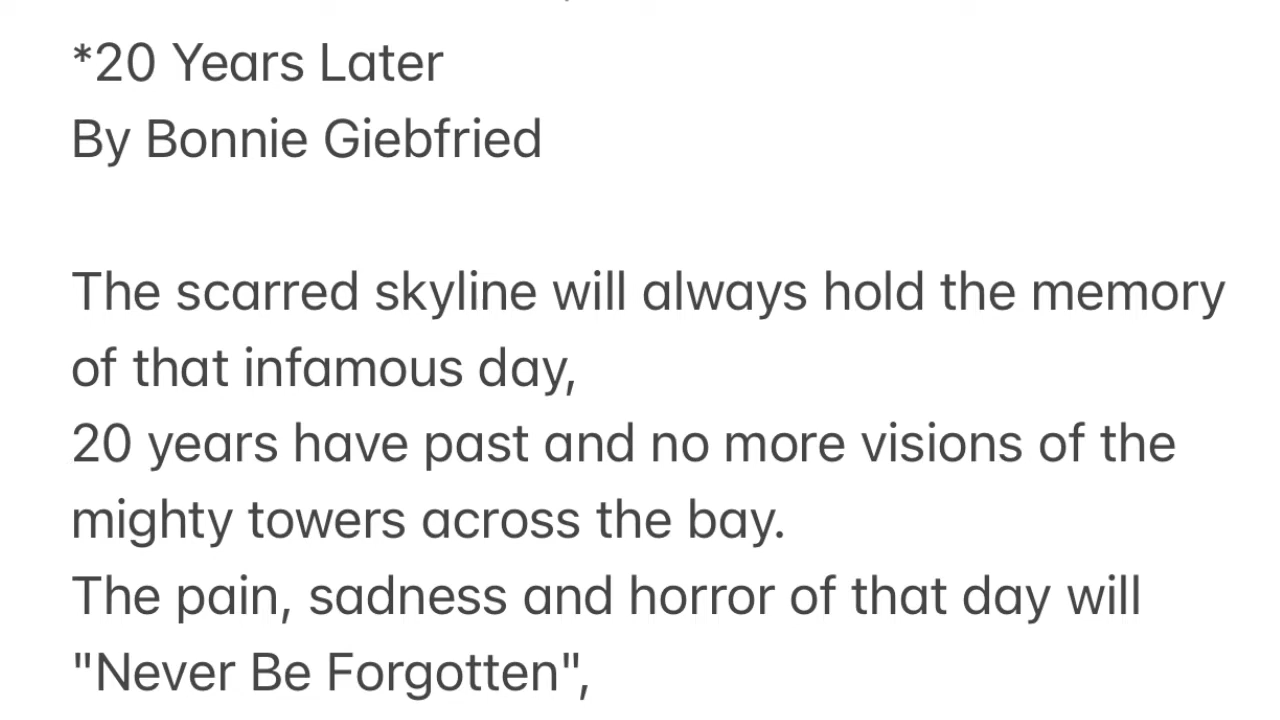 *20 Years Later
By Bonnie Giebfried
The scarred skyline will always hold the memory
of that infamous day,
20 years have past and no more visions of the
mighty towers across the bay.
The pain, sadness and horror of that day will
"Never Be Forgotten",